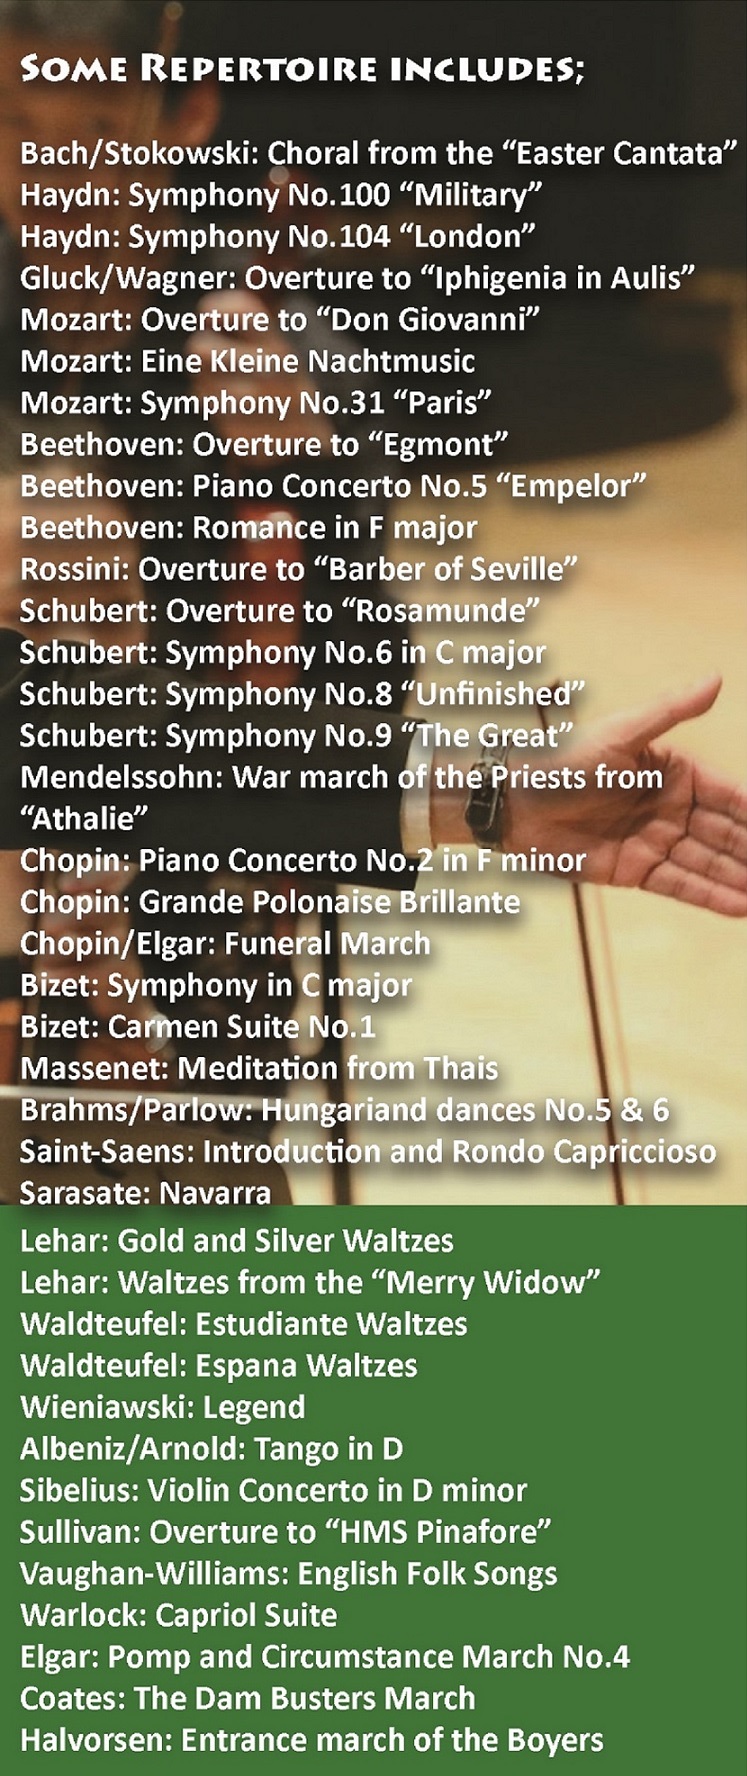 Some Repertoire includes;
Bach/Stokowski: Choral from the “Easter Cantata”
Haydn: Symphony No.100 “Military”
Haydn: Symphony No.104 “London”
Gluck/Wagner: Overture to “Iphigenia in Aulis”
Mozart: Overture to “Don Giovanni”
Mozart: Eine Kleine Nachtmusic
Mozart: Symphony No.31 “Paris”
Beethoven: Overture to “Egmont”
Beethoven: Piano Concerto No.5 “Empelor”
Beethoven: Romance in F major
Rossini: Overture to “Barber of Seville”
Schubert: Overture to “Rosamunde”
Schubert: Symphony No.6 in C major
Schubert: Symphony No.8 “Unfinished”
Schubert: Symphony No.9 “The Great”
Mendelssohn: War march of the Priests from
“Athalie”
Chopin: Piano Concerto No.2 in F minor
Chopin: Grande Polonaise Brillante
Chopin/Elgar: Funeral March
Bizet: Symphony in C major
Bizet: Carmen Suite No.1
Massenet: Meditation from Thais
Brahms/Parlow: Hungariand dances No.5 & 6
Saint-Saens: Introduction and Rondo Capriccioso
Sarasate: Navarra
Lehar: Gold and Silver Waltzes
Lehar: Waltzes from the “Merry Widow”
Waldteufel: Estudiante Waltzes
Waldteufel: Espana Waltzes
Wieniawski: Legend
Albeniz/Arnold: Tango in D
Sibelius: Violin Concerto in D minor
Sullivan: Overture to “HMS Pinafore”
Vaughan-Williams: English Folk Songs
Warlock: Capriol Suite
Elgar: Pomp and Circumstance March No.4
Coates: The Dam Busters March
Halvorsen: Entrance march of the Boyers